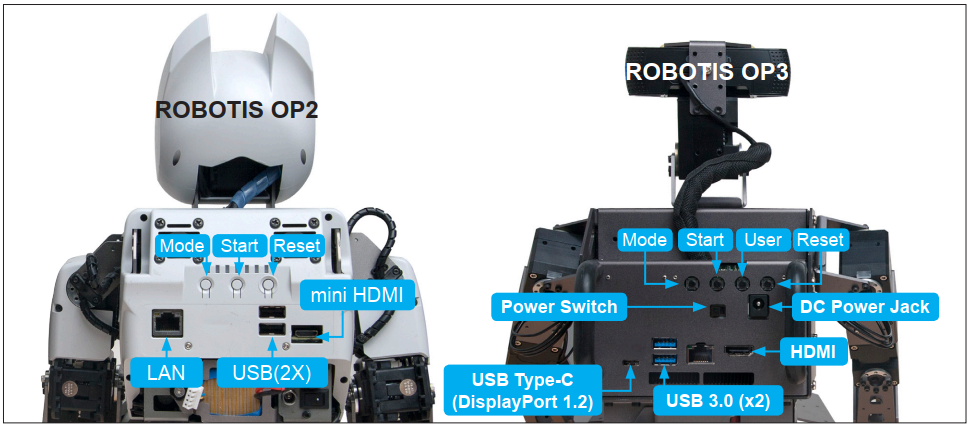 ROBOTIS OP2
Mode
Start
Reset
mini HDMI
LAN
USB(2X)
ROBOTIS OP3
Mode
Start
User
Reset
Power Switch
DC Power Jack
HDMI
USB Type-C
(DisplayPort 1.2)
USB 3.0 (x2)